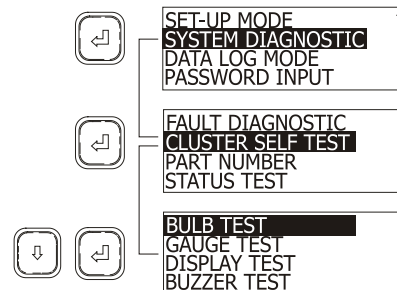 SET-UP MODE
SYSTEM DIAGNOSTIC
DATA LOG MODE
PASSWORD INPUT
FAULT DIAGNOSTIC
CLUSTER SELF TEST
PART NUMBER
STATUS TEST
BULB TEST
GAUGE TEST
DISPLAY TEST
BUZZER TEST